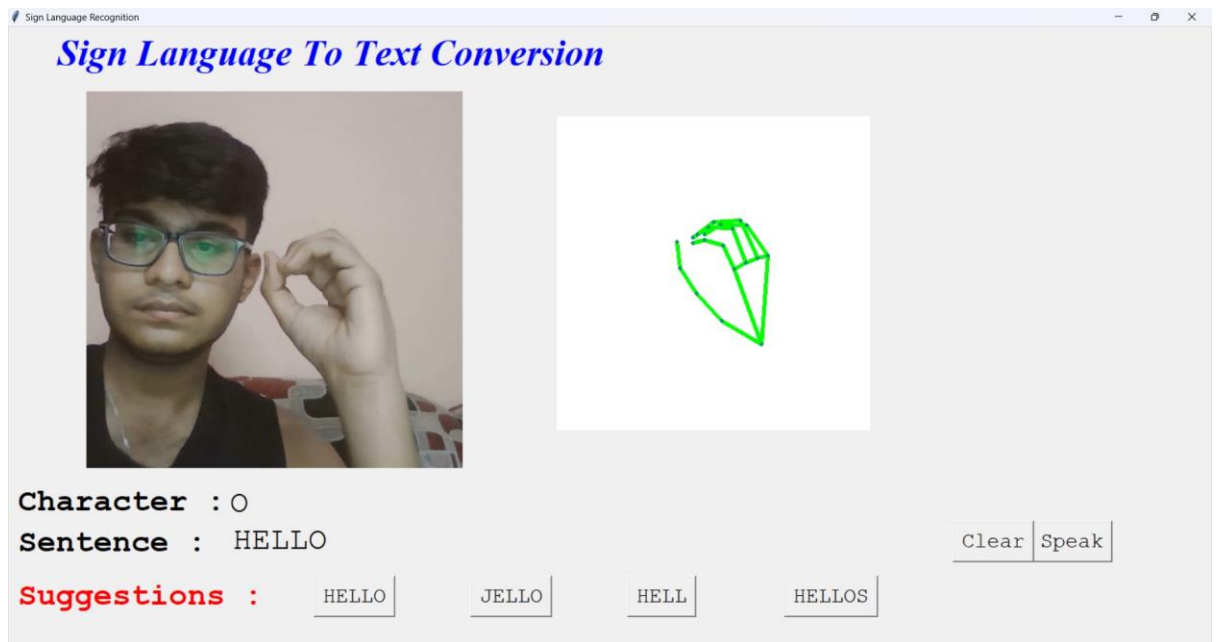 Sign Language Recognition
Sign Language To Text Conversion
Character : O
Sentence : HELLO
Clear Speak
Suggestions : HELLO JELLO HELL HELLOS